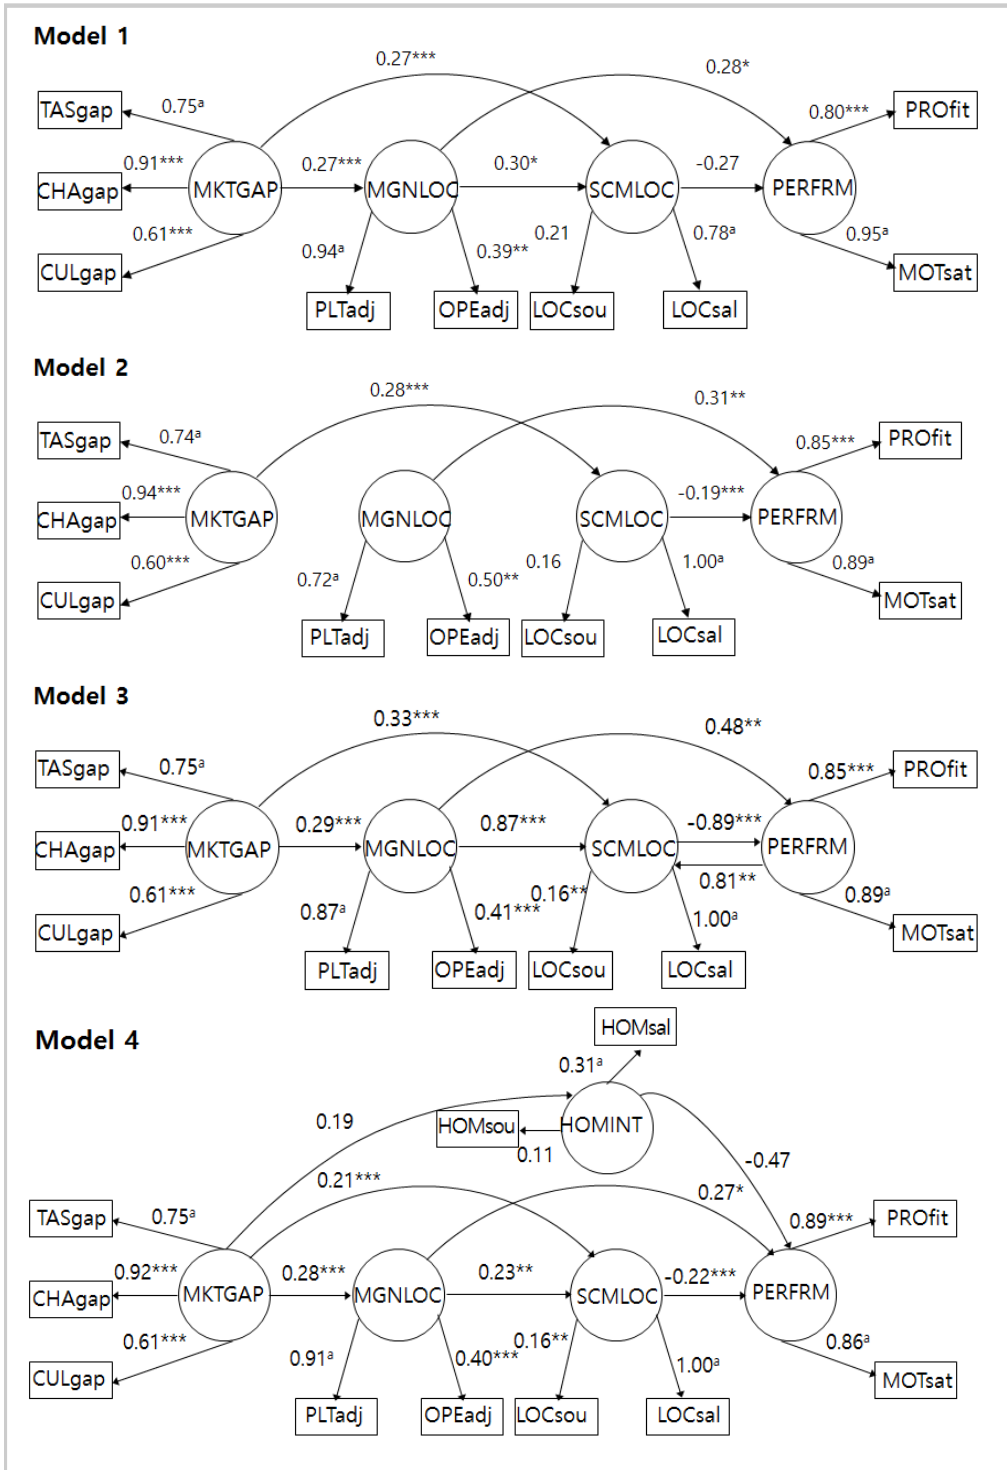 Model 1
0.27***
0.28*
TASgap
0.75ª
0.80***
PROfit
0.91***
0.27***
0.30*
-0.27
CHAgap
MKTGAP
MGNLOC
SCMLOC
PERFRM
0.61***
0.94ª
0.39**
0.21
0.78ª
0.95ª
CULgap
MOTsat
PLTadj
OPEadj
LOCsou
LOCsal
Model 2
0.28***
0.31**
TASgap
0.74ª
0.85***
PROfit
0.94***
-0.19***
CHAgap
MKTGAP
MGNLOC
SCMLOC
PERFRM
0.60***
0.72ª
0.50**
0.16
1.00ª
0.89ª
CULgap
MOTsat
PLTadj
OPEadj
LOCsou
LOCsal
Model 3
0.33***
0.48**
TASgap
0.75ª
0.85***
PROfit
0.91***
0.29***
0.87***
-0.89***
CHAgap
MKTGAP
MGNLOC
SCMLOC
PERFRM
0.81**
0.61***
0.87ª
0.41***
0.16**
1.00ª
0.89ª
CULgap
MOTsat
PLTadj
OPEadj
LOCsou
LOCsal
Model 4
HOMsal
0.31ª
0.19
HOMsou
HOMINT
0.11
-0.47
0.21***
0.27*
TASgap
0.75ª
0.89***
PROfit
0.92***
0.28***
0.23**
-0.22***
CHAgap
MKTGAP
MGNLOC
SCMLOC
PERFRM
0.61***
0.91ª
0.40***
0.16**
1.00ª
0.86ª
CULgap
MOTsat
PLTadj
OPEadj
LOCsou
LOCsal